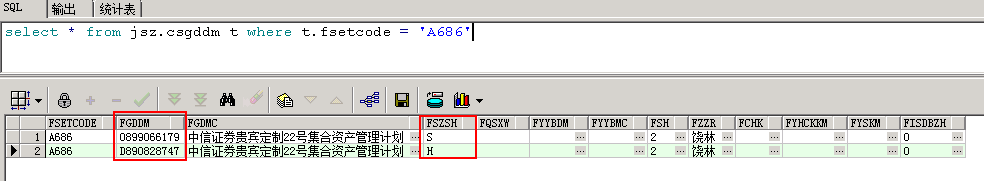 SQL 输出 统计表
select * from jsz.csgddm t where t.fsetcode = 'A686'
FSETCODE FGDDM FGDMC FSZSH FQSXW FYYBDM FYYBMC FSH FZZR FCHK FYHCKKM FYSKM FISDBZH
1 A686 0899066179 中信证券贵宾定制22号集合资产管理计划 S 2 饶林 0
2 A686 D890828747 中信证券贵宾定制22号集合资产管理计划 H 2 饶林 0